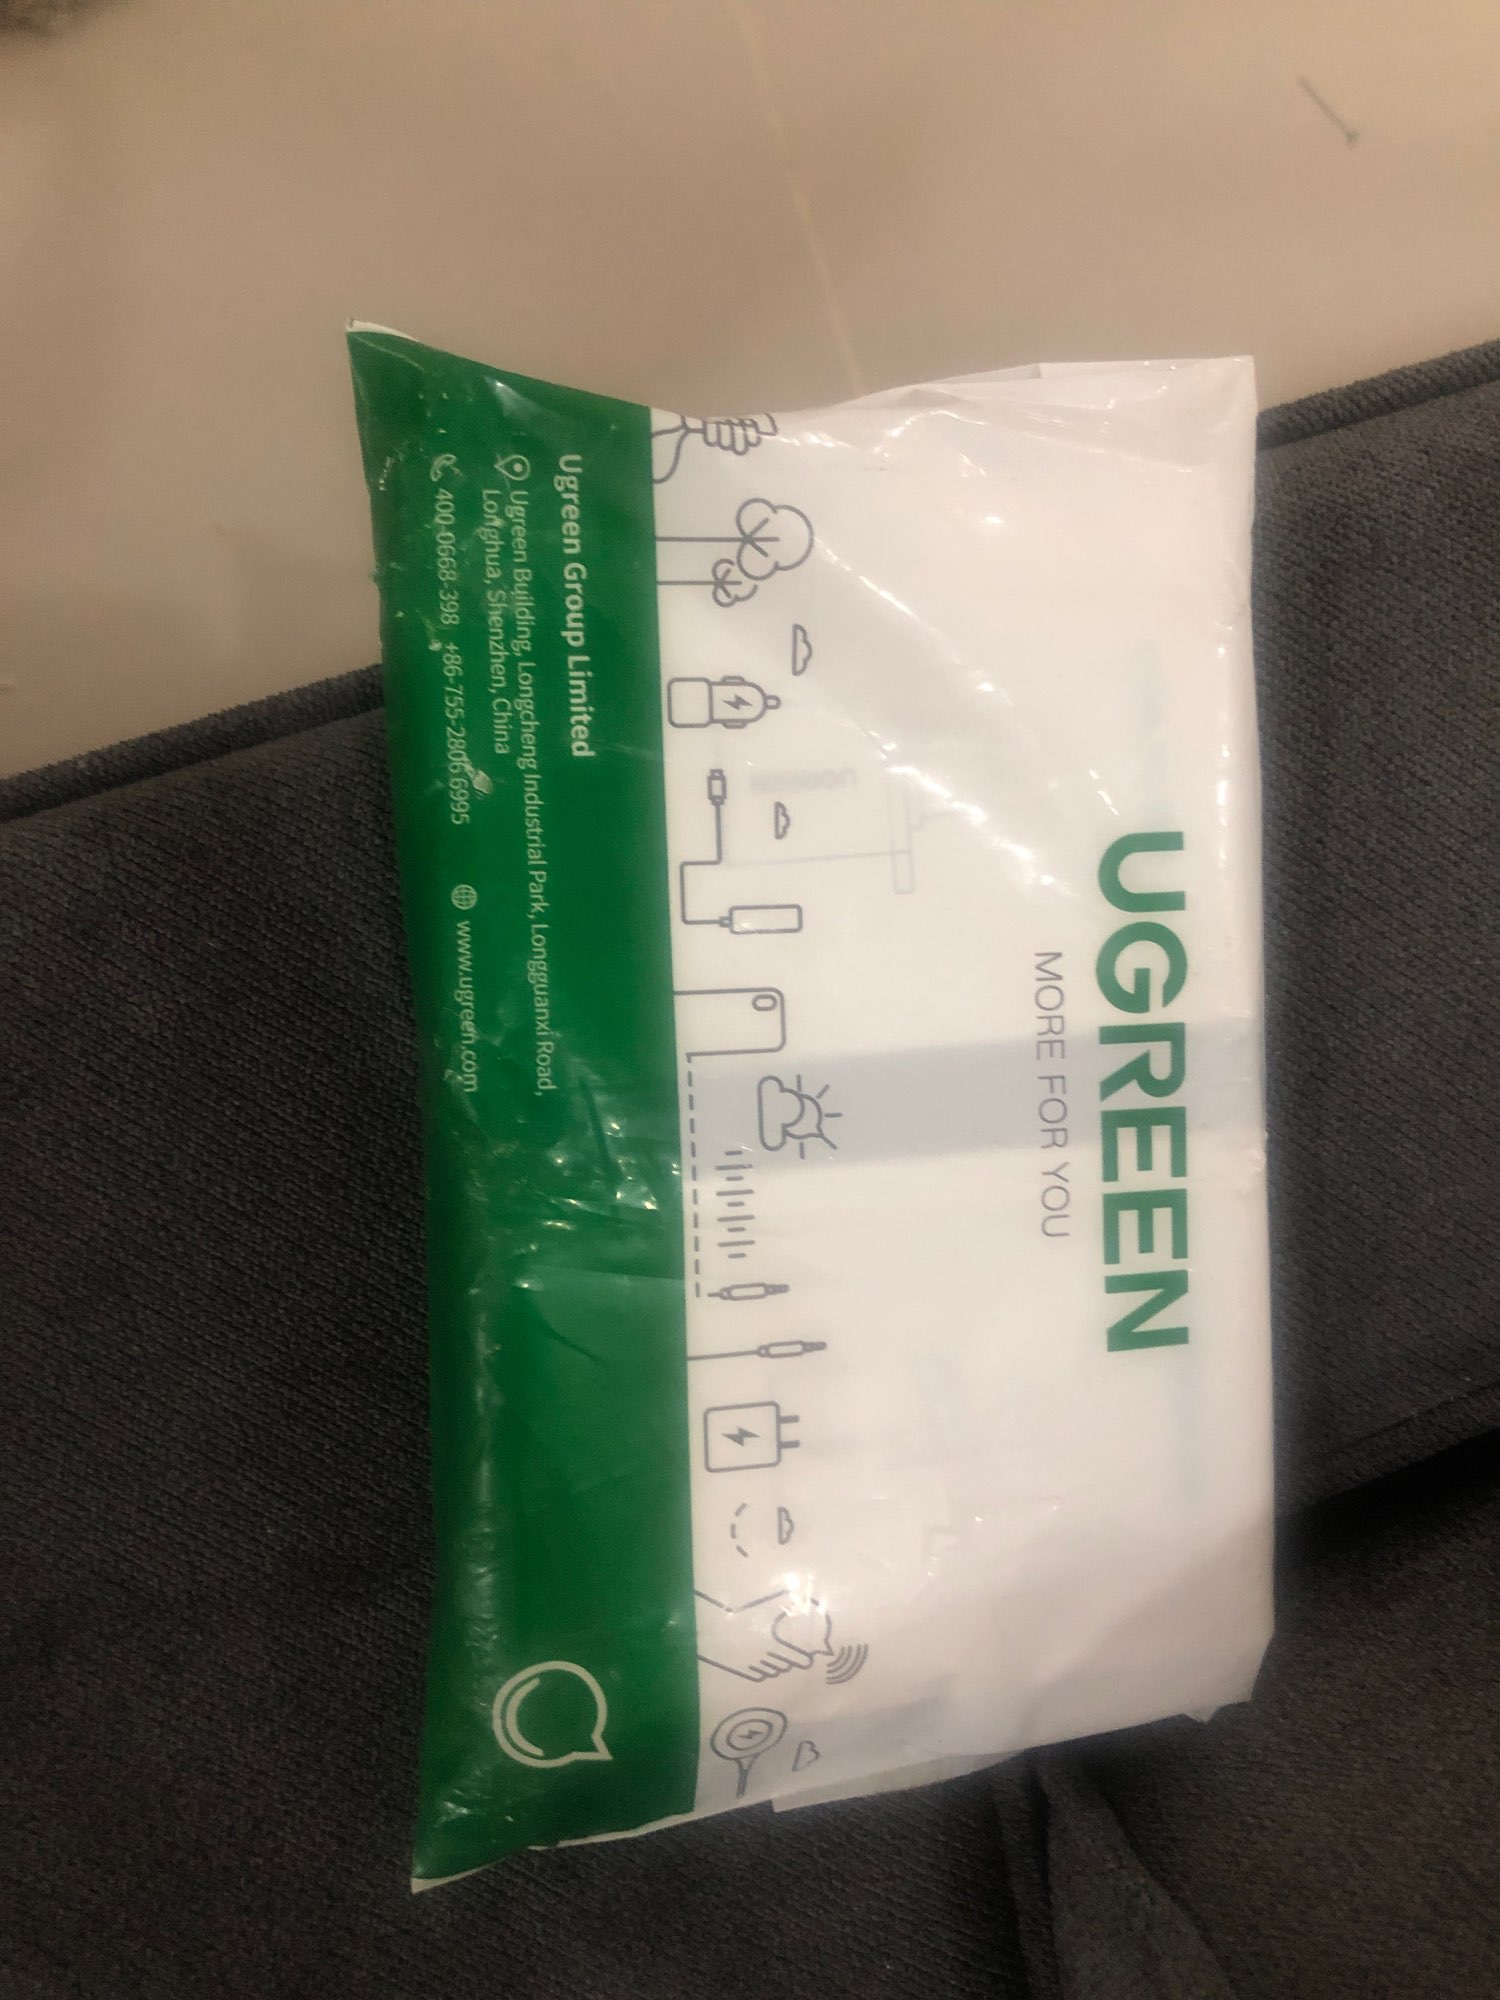 UGREEN
MORE FOR YOU
Ugreen Group Limited
Ugreen Building, Longcheng Industrial Park, Longguanxi Road,
Longhua, Shenzhen, China
400-0668-398 +86-755-2806 6995 www.ugreen.com